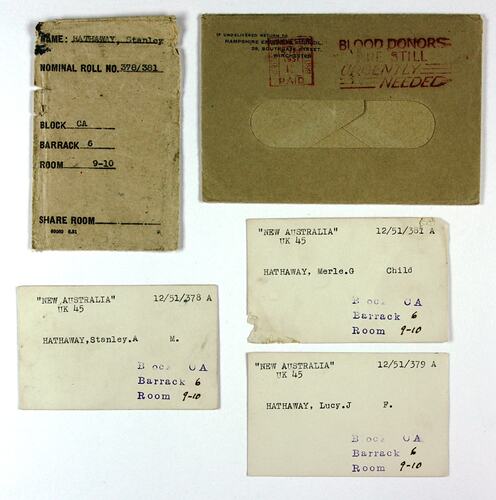 NAME: HATHAWAY, Stanley
NOMINAL ROLL NO. 378/381
BLOCK CA
BARRACK 6
ROOM 9-10
SHARE ROOM
IF UNDELIVERED RETURN TO
HAMPSHIRE COUNCIL,
25, SOUTHGATE STREET,
WINCHESTER
PAID
BLOOD DONORS
ARE STILL
URGENTLY
NEEDED
"NEW AUSTRALIA" 12/51/381 A
UK 45
HATHAWAY, Merle.G Child
Block CA
Barrack 6
Room 9-10
"NEW AUSTRALIA" 12/51/378 A
UK 45
HATHAWAY,Stanley.A M.
Block CA
Barrack 6
Room 9-10
"NEW AUSTRALIA" 12/51/379 A
UK 45
HATHAWAY, Lucy.J F.
Block CA
Barrack 6
Room 9-10